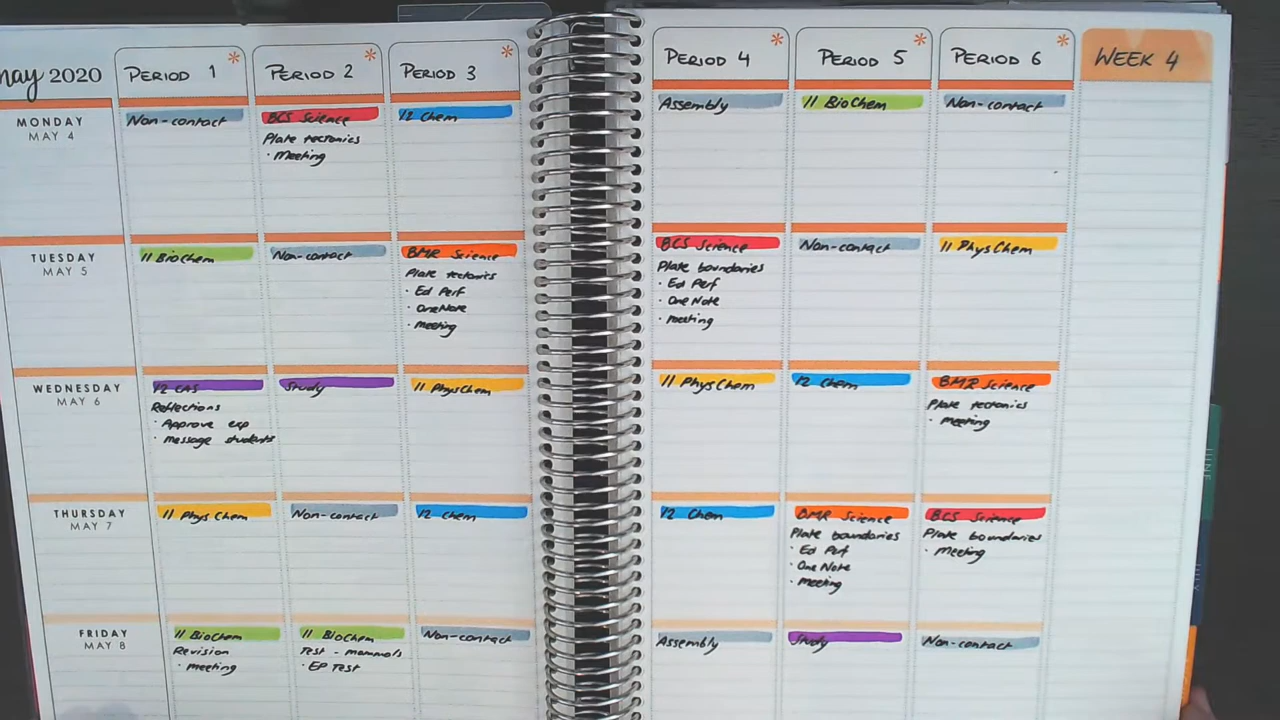 may 2020
PERIOD 1
PERIOD 2
PERIOD 3
PERIOD 4
PERIOD 5
PERIOD 6
WEEK 4
MONDAY
MAY 4
Non-contact
BCS Science
Plate tectonics
· Meeting
12 Chem
Assembly
11 BioChem
Non-contact
TUESDAY
MAY 5
11 BioChem
Non-contact
BMR Science
Plate tectonics
· Ed Perf
· OneNote
· Meeting
BCS Science
Plate boundaries
· Ed Perf
· OneNote
· Meeting
Non-contact
11 PhysChem
WEDNESDAY
MAY 6
12 CAS
Reflections
· Approve exp
· Message students
Study
11 PhysChem
11 PhysChem
12 Chem
BMR Science
Plate tectonics
· Meeting
THURSDAY
MAY 7
11 PhysChem
Non-contact
12 Chem
12 Chem
BMR Science
Plate boundaries
· Ed Perf
· OneNote
· Meeting
BCS Science
Plate boundaries
· Meeting
FRIDAY
MAY 8
11 BioChem
Revision
· Meeting
11 BioChem
Test - mammals
· EP Test
Non-contact
Assembly
Study
Non-contact
JUNE
JULY